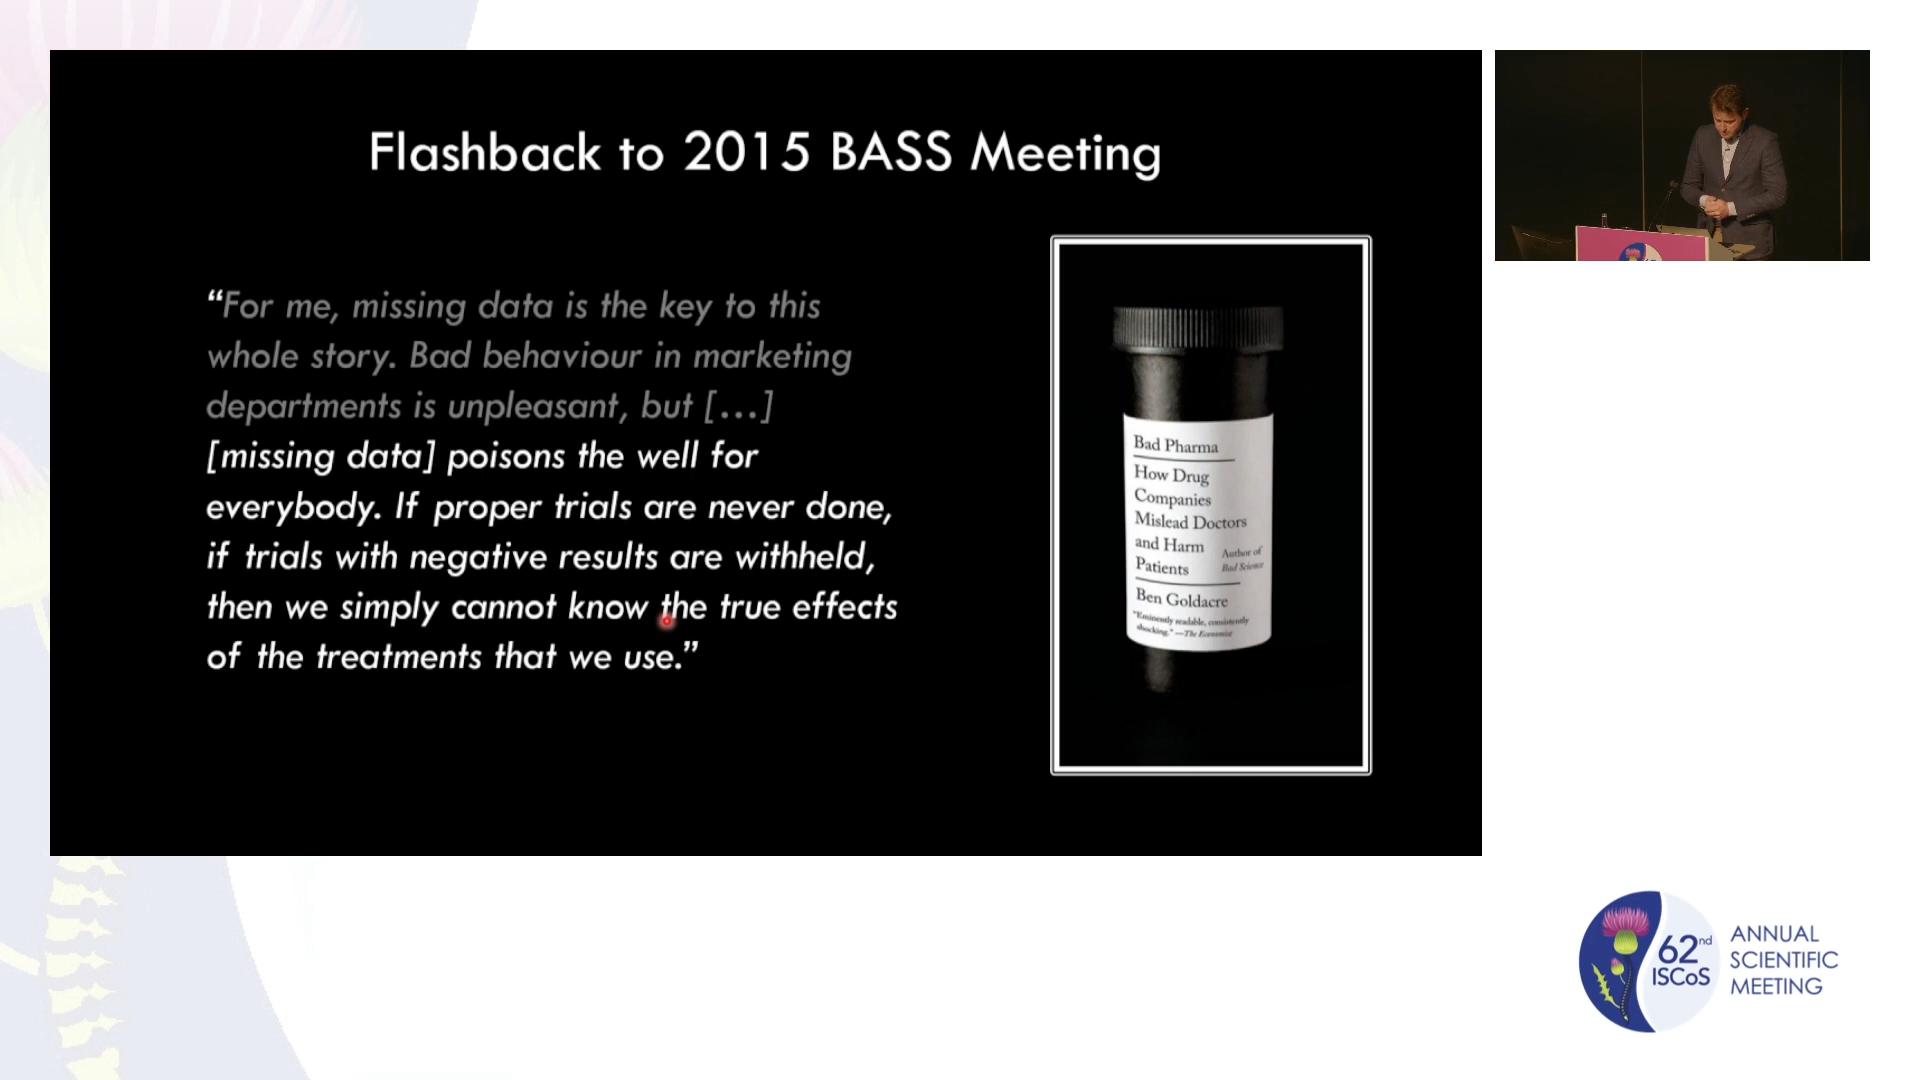 Flashback to 2015 BASS Meeting
“For me, missing data is the key to this
whole story. Bad behaviour in marketing
departments is unpleasant, but […]
[missing data] poisons the well for
everybody. If proper trials are never done,
if trials with negative results are withheld,
then we simply cannot know the true effects
of the treatments that we use.”
Bad Pharma
How Drug
Companies
Mislead Doctors
and Harm
Patients
Author of
Bad Science
Ben Goldacre
"Eminently readable, consistently
shocking." —The Economist
62nd
ISCoS
ANNUAL
SCIENTIFIC
MEETING